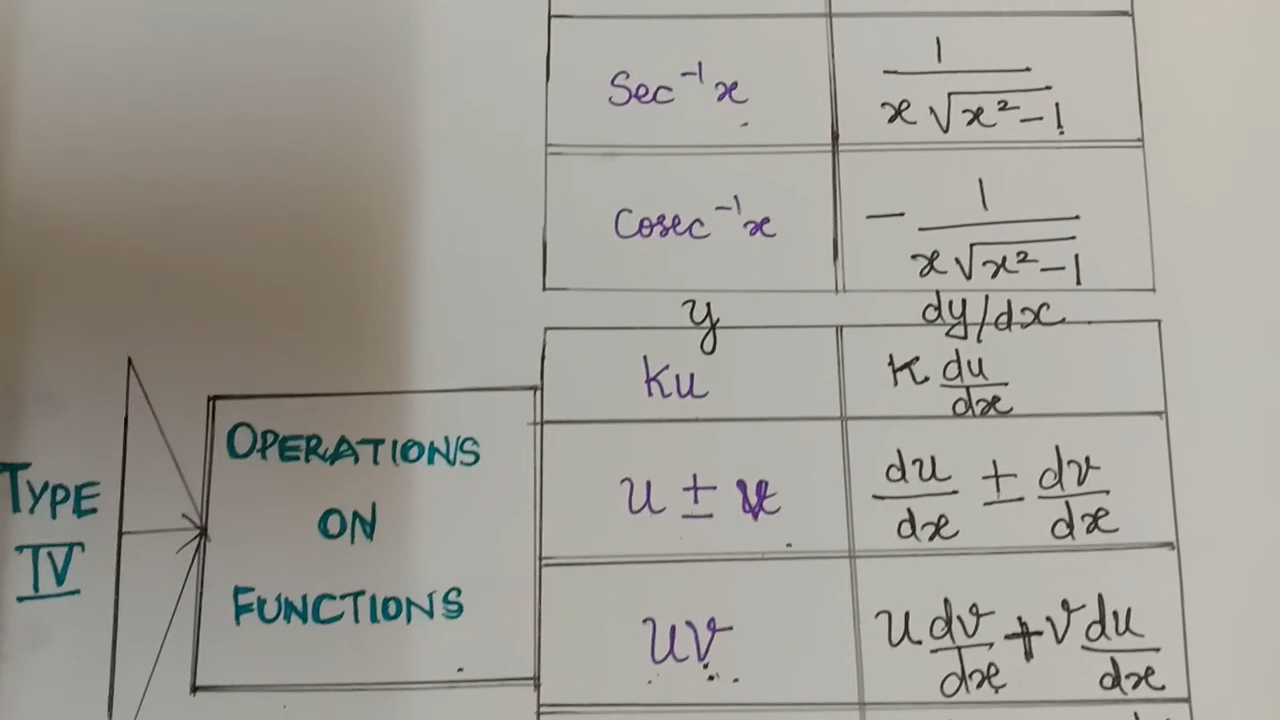 Sec⁻¹x 1/(x√(x²-1))
Cosec⁻¹x - 1/(x√(x²-1))
y dy/dx
Ku K du/dx
u ± v du/dx ± dv/dx
uv u dv/dx + v du/dx
TYPE
IV
OPERATIONS
ON
FUNCTIONS